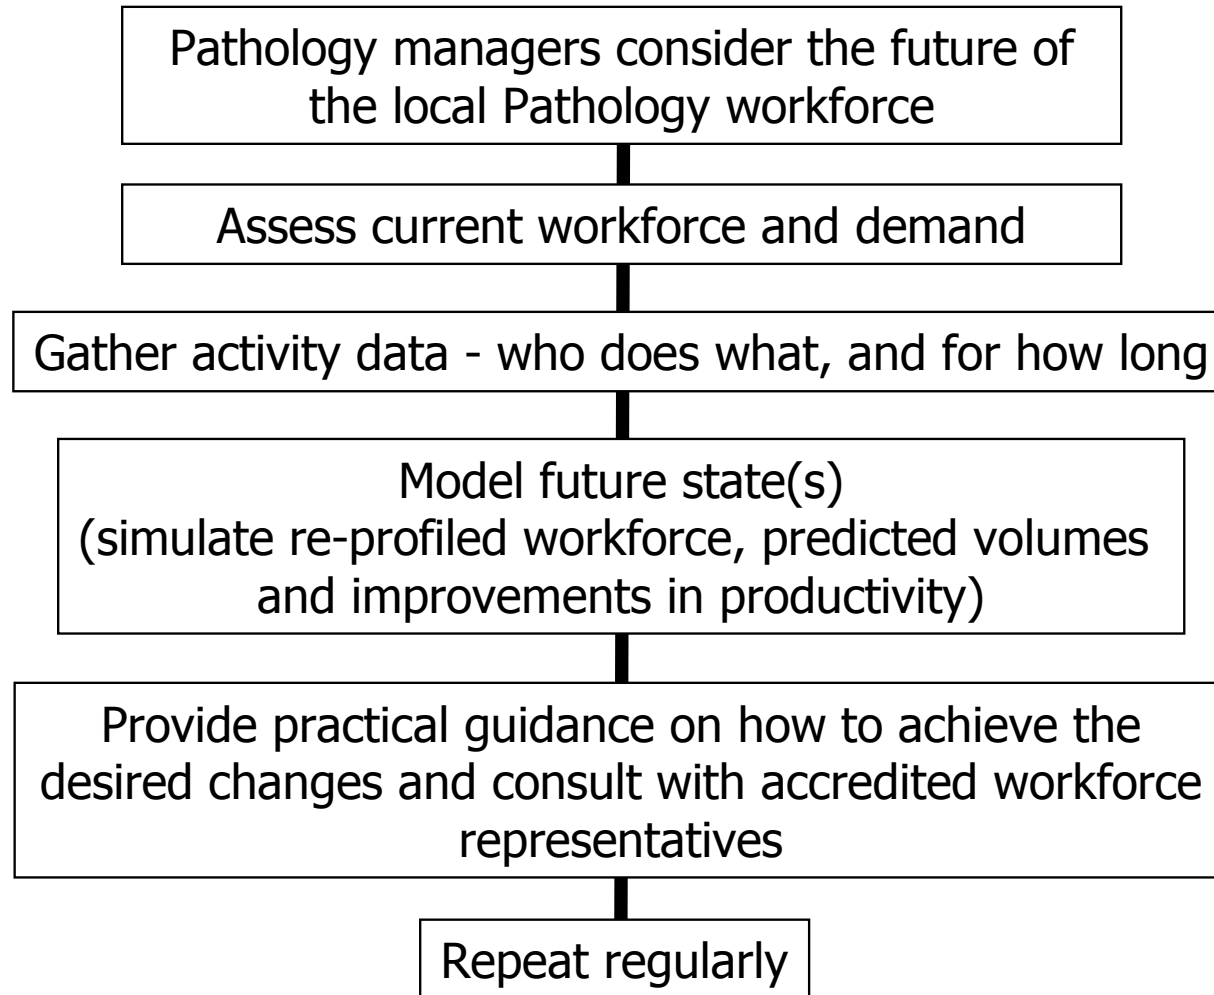 Pathology managers consider the future of
the local Pathology workforce
Assess current workforce and demand
Gather activity data - who does what, and for how long
Model future state(s)
(simulate re-profiled workforce, predicted volumes
and improvements in productivity)
Provide practical guidance on how to achieve the
desired changes and consult with accredited workforce
representatives
Repeat regularly